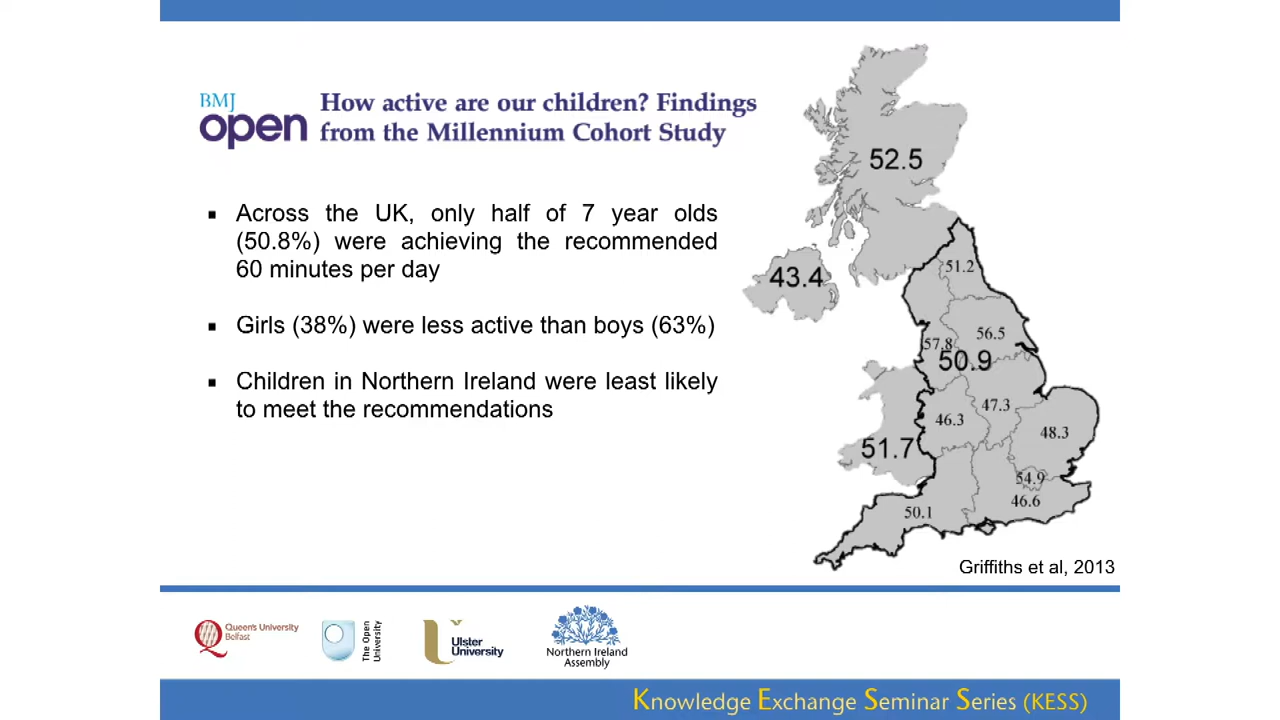 BMJ
open
How active are our children? Findings
from the Millennium Cohort Study
▪ Across the UK, only half of 7 year olds
(50.8%) were achieving the recommended
60 minutes per day
▪ Girls (38%) were less active than boys (63%)
▪ Children in Northern Ireland were least likely
to meet the recommendations
52.5
43.4
51.2
56.5
57.8
50.9
47.3
46.3
48.3
51.7
54.9
46.6
50.1
Griffiths et al, 2013
Queen's University
Belfast
The Open
University
Ulster
University
Northern Ireland
Assembly
Knowledge Exchange Seminar Series (KESS)